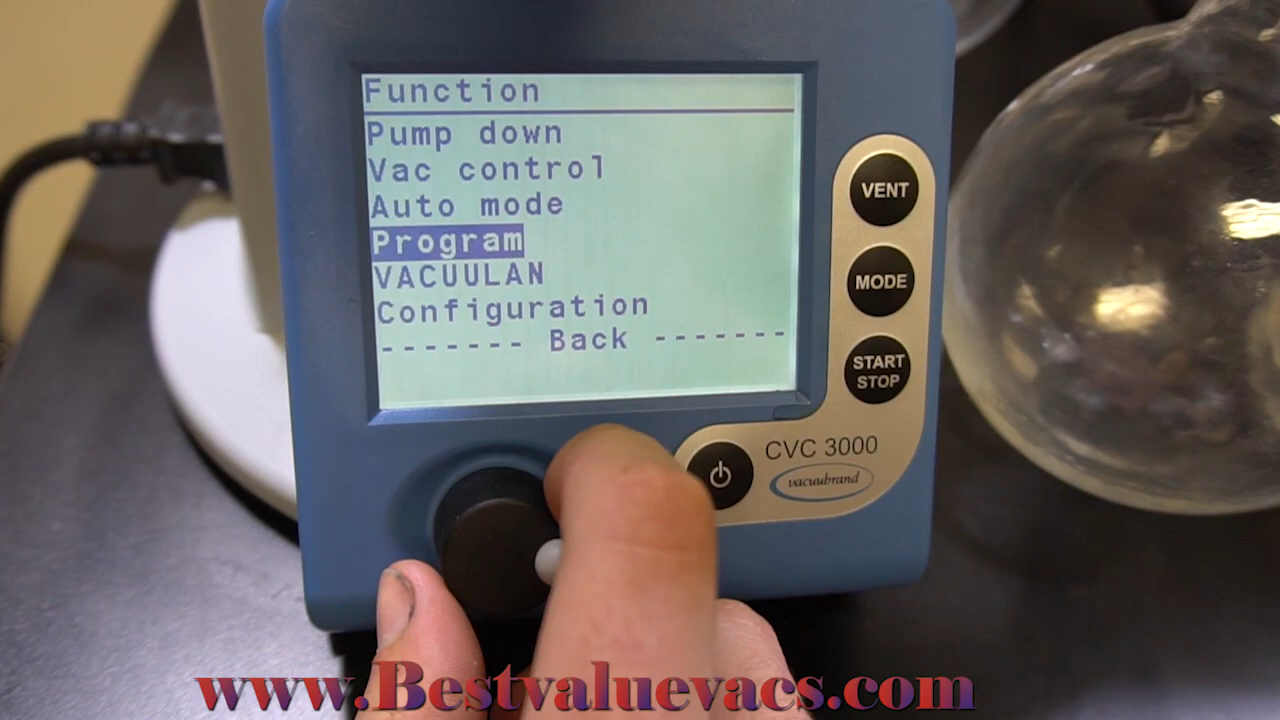 Function
Pump down
Vac control
Auto mode
Program
VACUULAN
Configuration
------- Back -------
VENT
MODE
START
STOP
CVC 3000
vacuubrand
www.Bestvaluevacs.com